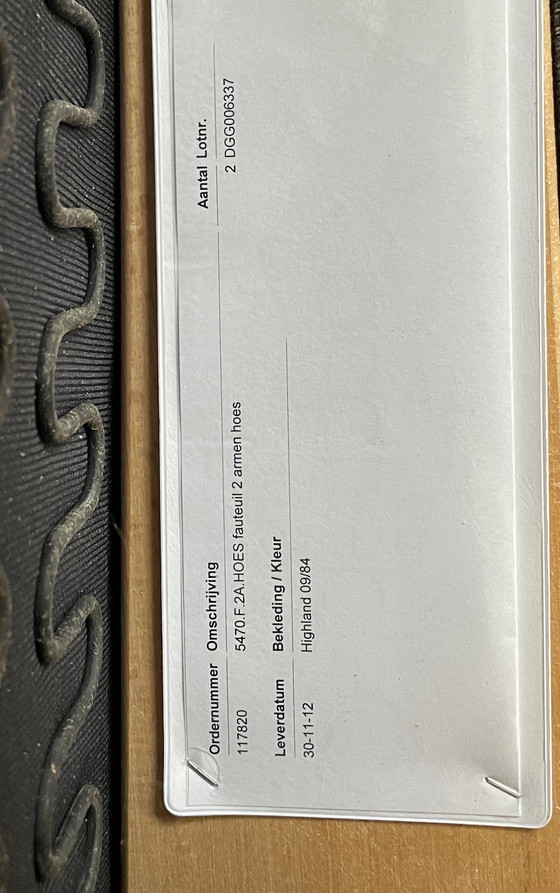 Ordernummer Omschrijving Aantal Lotnr.
117820 5470.F.2A.HOES fauteuil 2 armen hoes 2 DGG006337
Leverdatum Bekleding / Kleur
30-11-12 Highland 09/84